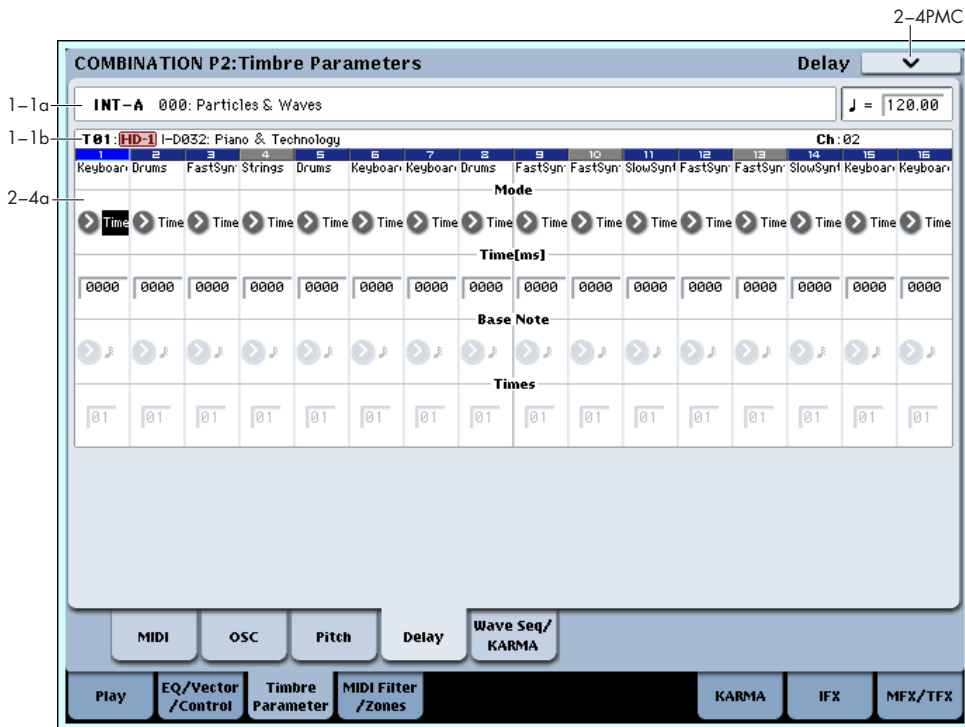 2–4PMC
COMBINATION P2:Timbre Parameters Delay
1–1a
INT-A 000: Particles & Waves ♩ = 120.00
1–1b
T01:HD-1 I-D032: Piano & Technology Ch:02
1 2 3 4 5 6 7 8 9 10 11 12 13 14 15 16
Keyboar Drums FastSyn Strings Drums Keyboar Keyboar Drums FastSyn FastSyn SlowSynt FastSyn FastSyn SlowSynt Keyboar Keyboar
2–4a
Mode
Time Time Time Time Time Time Time Time Time Time Time Time Time Time Time Time
Time[ms]
0000 0000 0000 0000 0000 0000 0000 0000 0000 0000 0000 0000 0000 0000 0000 0000
Base Note
Times
01 01 01 01 01 01 01 01 01 01 01 01 01 01 01 01
MIDI OSC Pitch Delay Wave Seq/
KARMA
Play EQ/Vector
/Control Timbre
Parameter MIDI Filter
/Zones KARMA IFX MFX/TFX